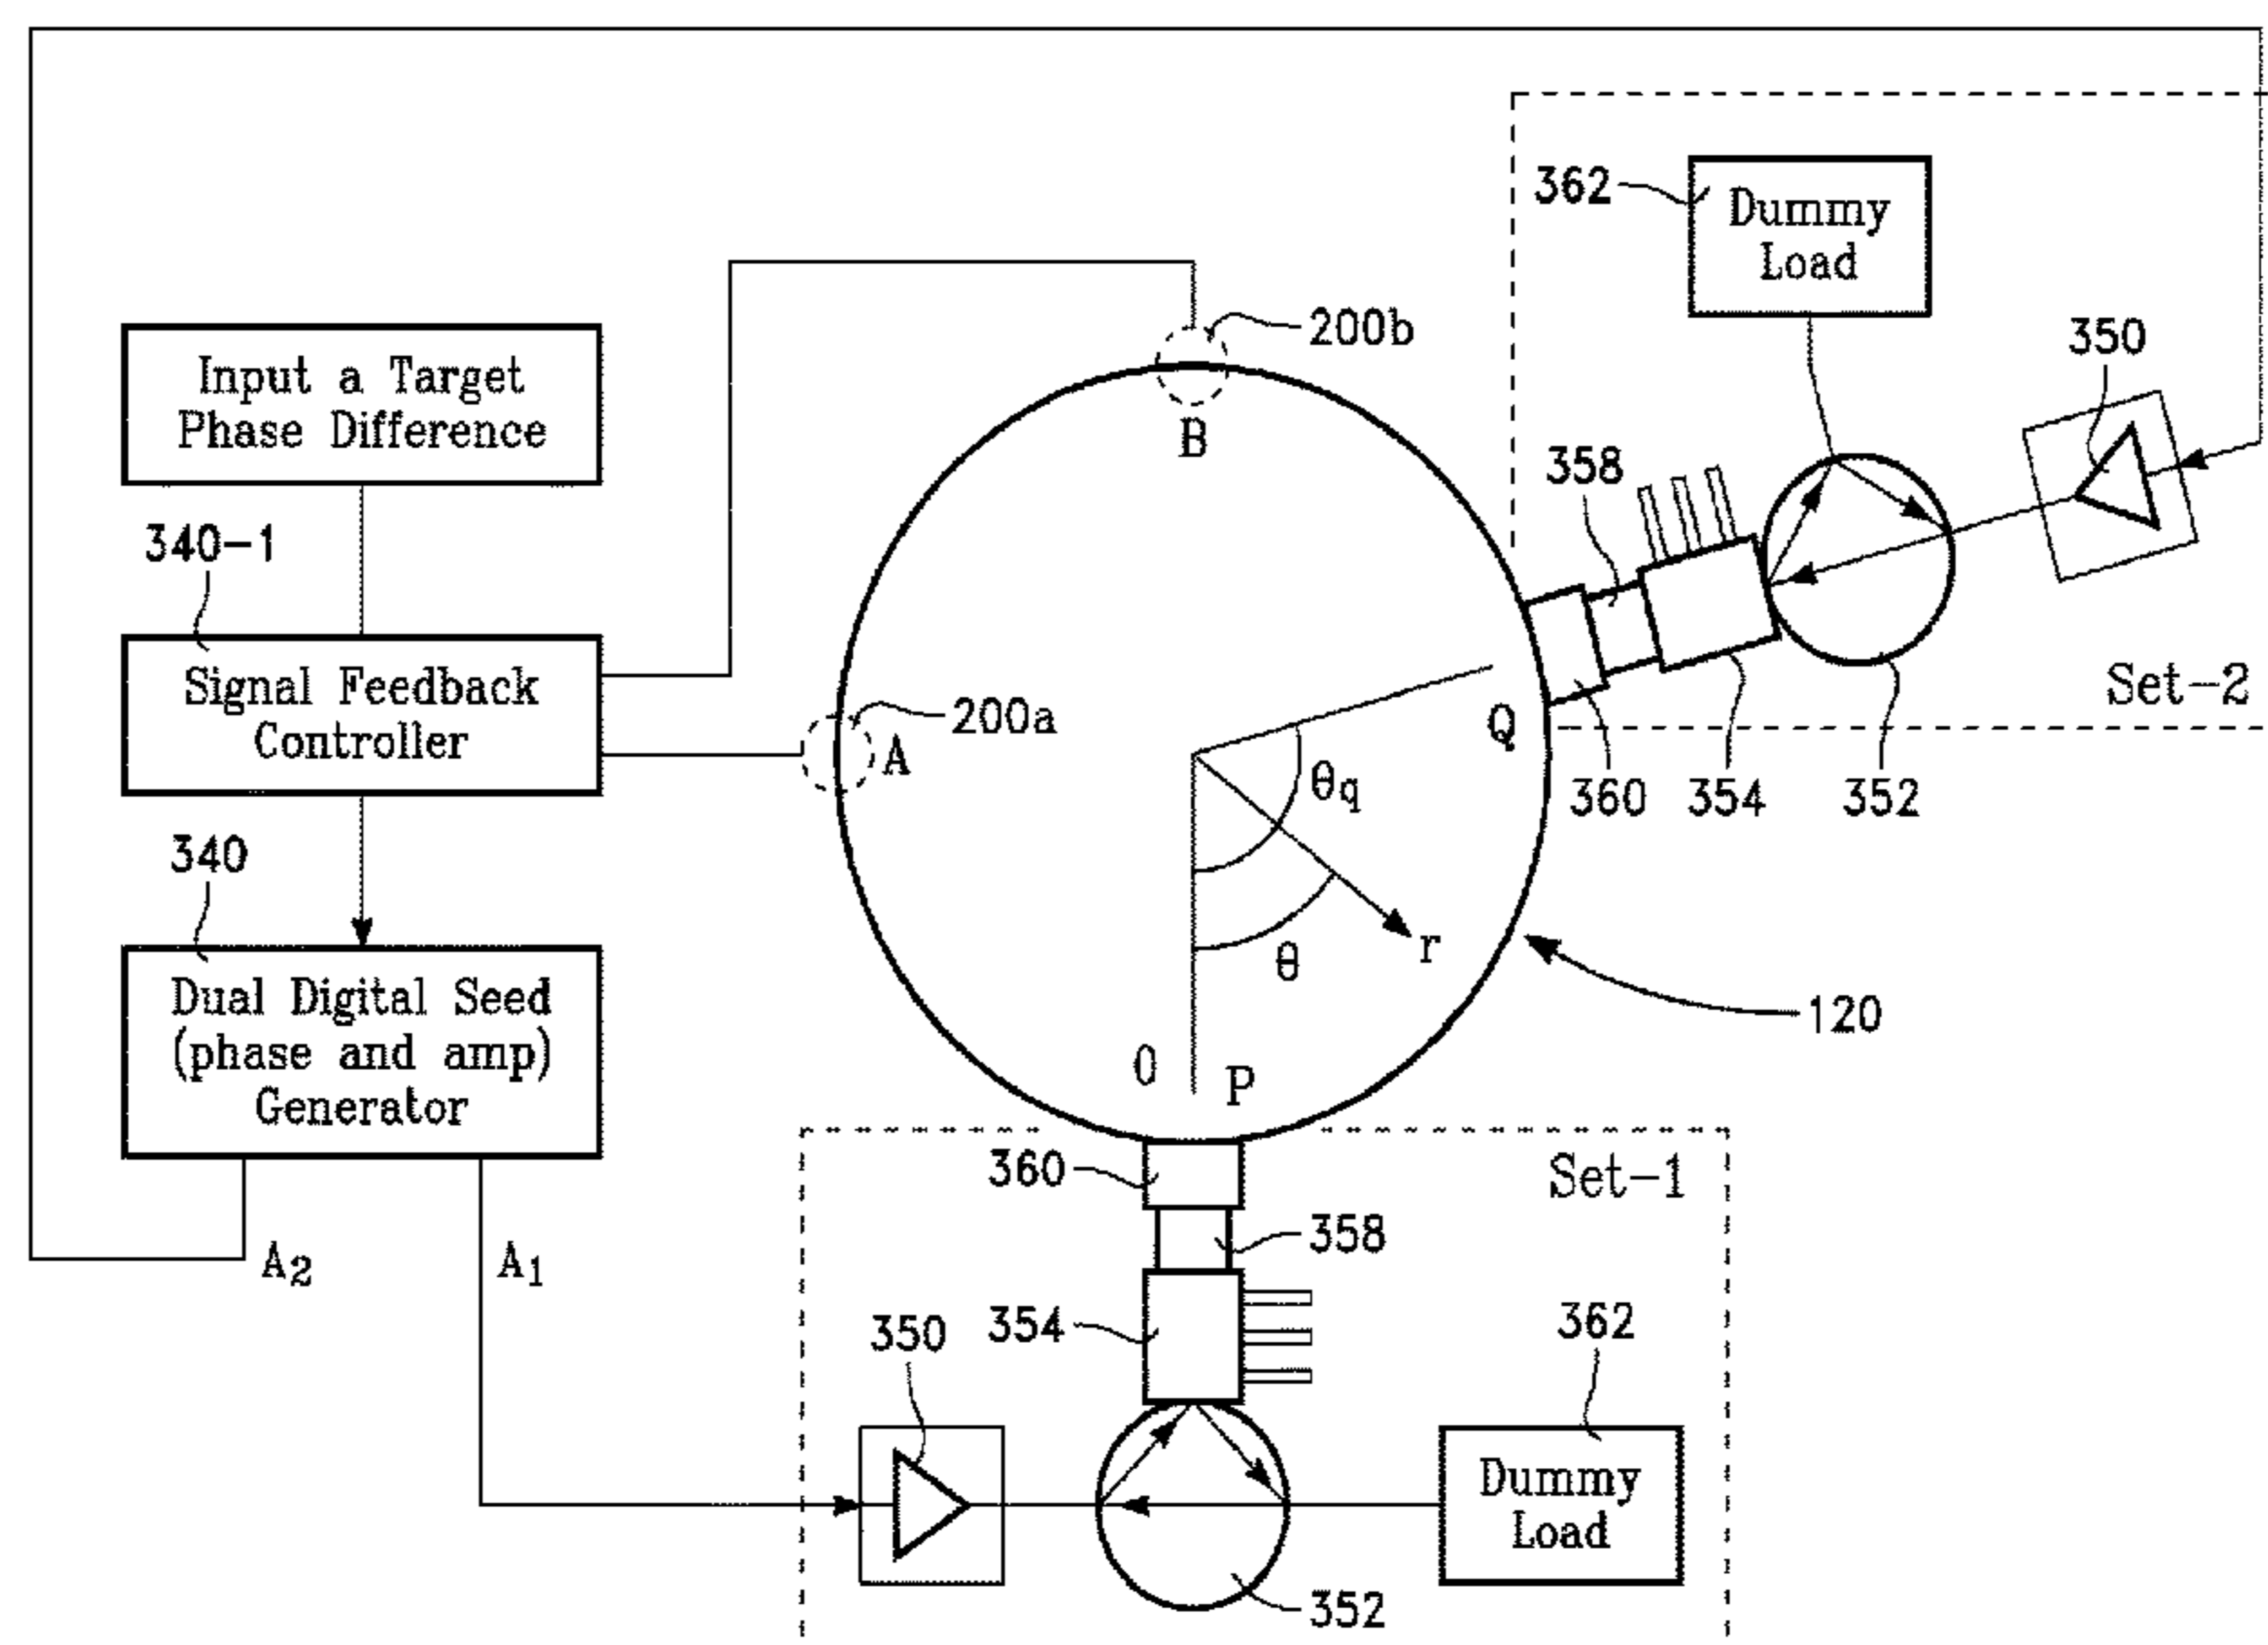 362
Dummy
Load
350
200b
Input a Target
Phase Difference
B
358
340-1
Signal Feedback
Controller
200a
A
Q
Set-2
θq
360
354
352
340
r
θ
Dual Digital Seed
(phase and amp)
Generator
120
0
P
360
Set-1
358
A2
A1
354
350
362
Dummy
Load
352